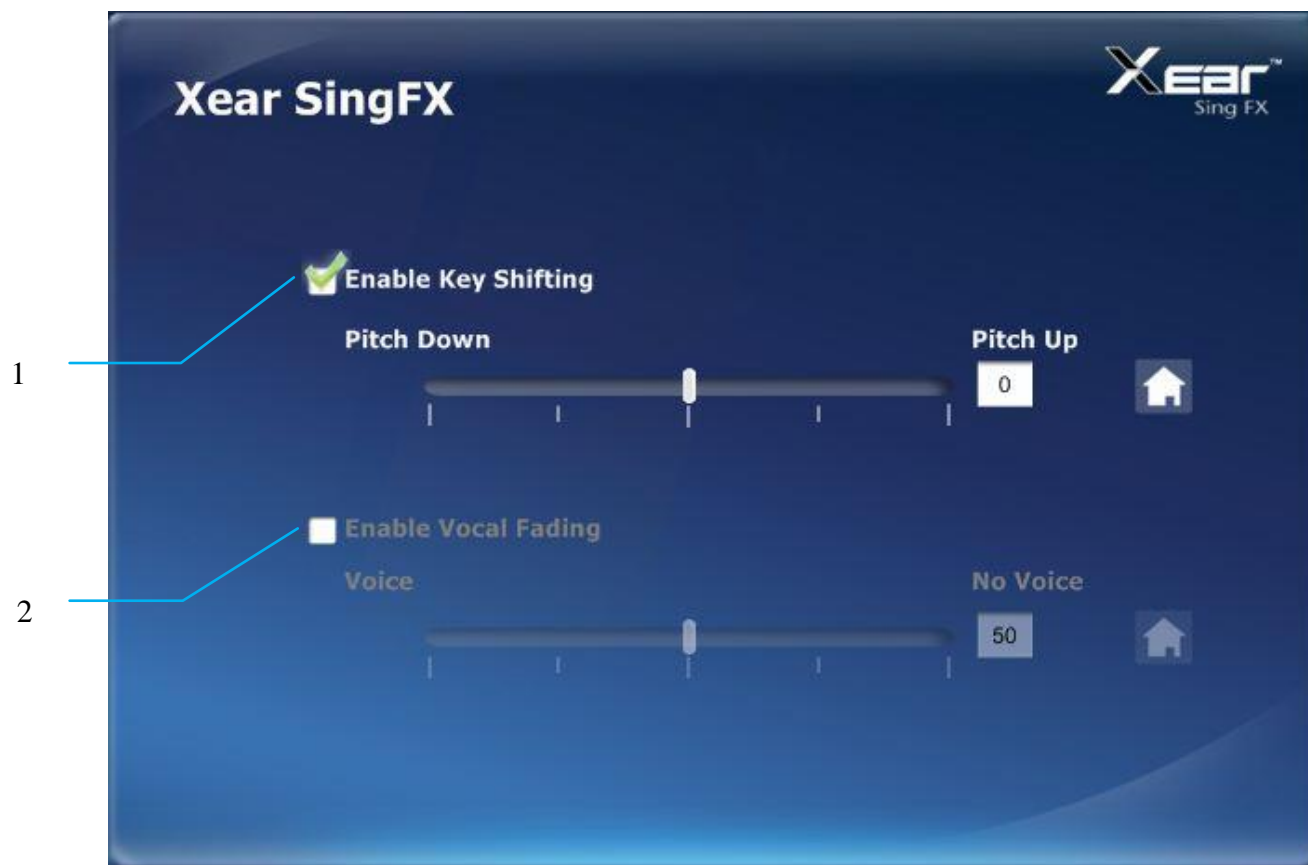 Xear™
Xear SingFX
Sing FX
Enable Key Shifting
1
Pitch Down
Pitch Up
0
Enable Vocal Fading
2
Voice
No Voice
50